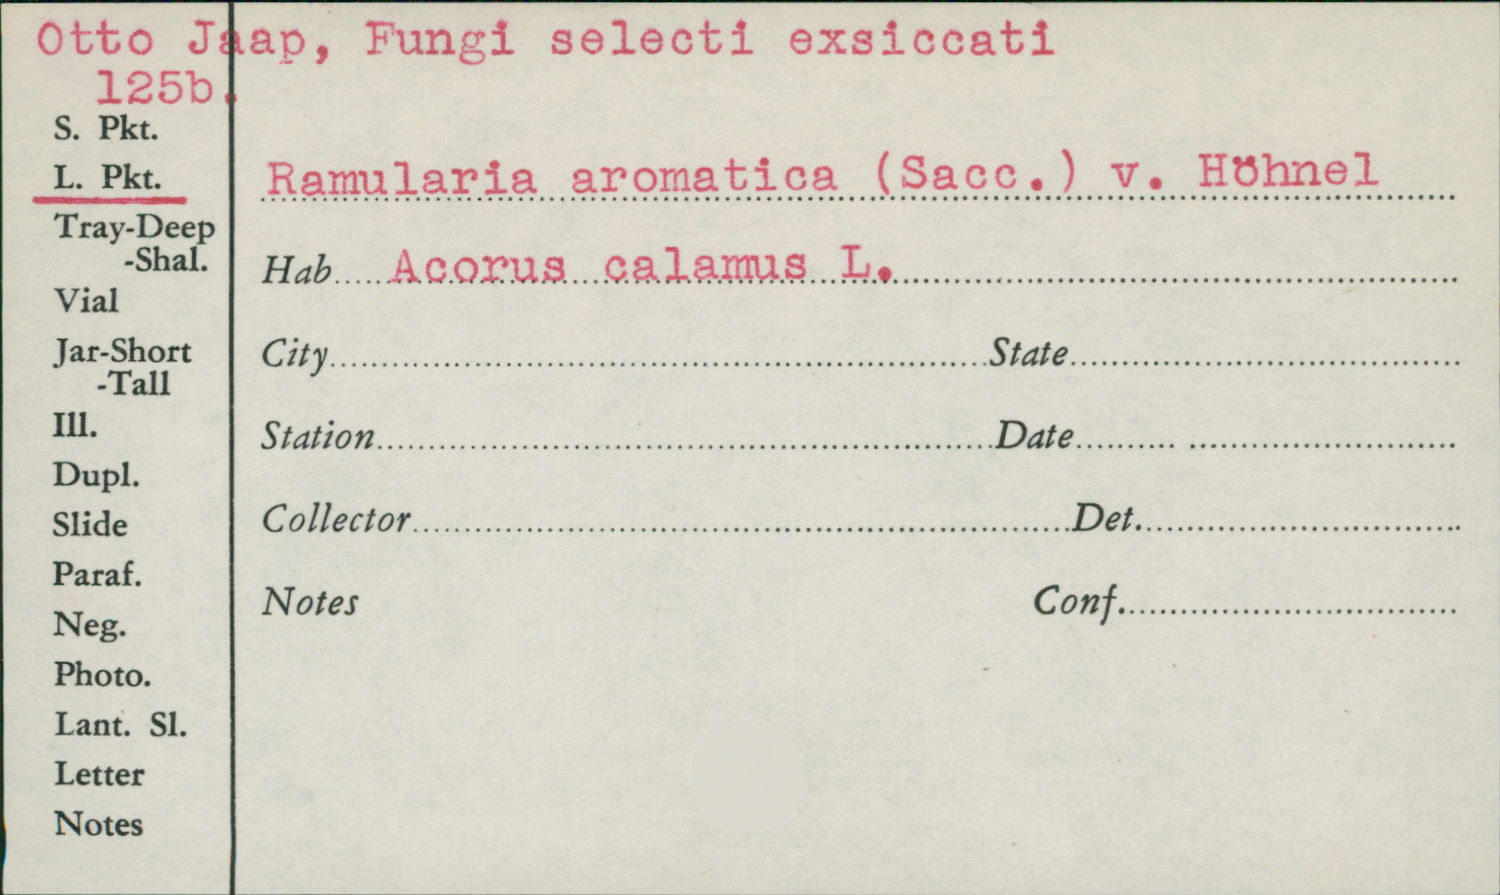 Otto Jaap, Fungi selecti exsiccati
125b.
S. Pkt.
L. Pkt.
Tray-Deep
-Shal.
Vial
Jar-Short
-Tall
Ill.
Dupl.
Slide
Paraf.
Neg.
Photo.
Lant. Sl.
Letter
Notes
Ramularia aromatica (Sacc.) v. Höhnel
Hab.... Acorus calamus L.
City State
Station Date
Collector Det.
Notes Conf.